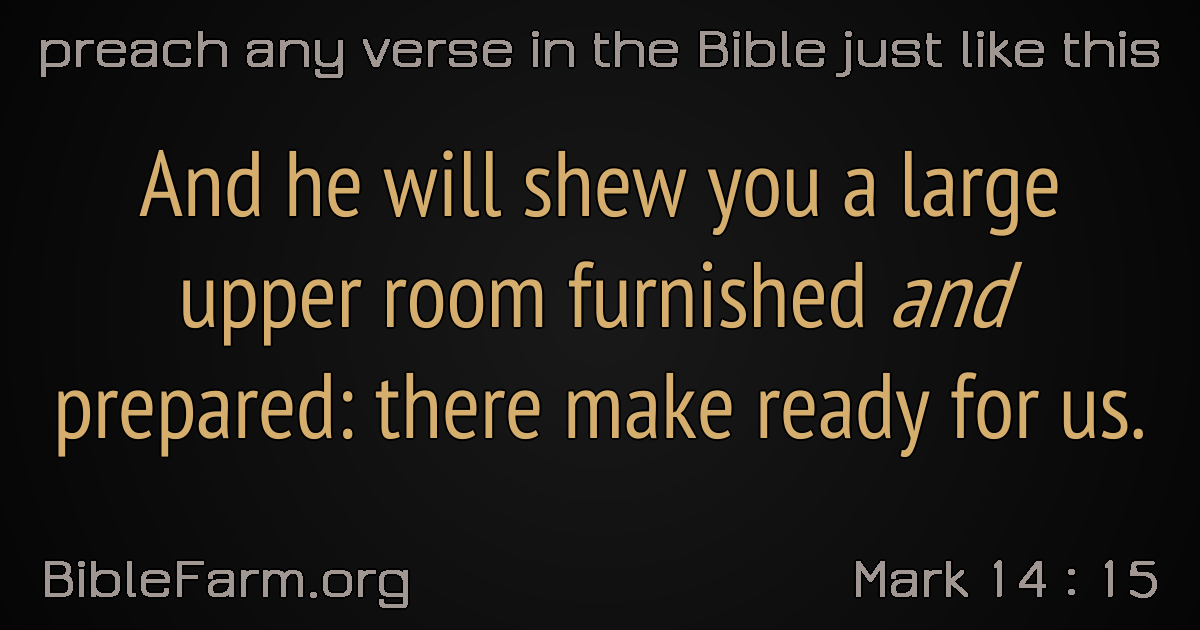 preach any verse in the Bible just like this
And he will shew you a large
upper room furnished and
prepared: there make ready for us.
BibleFarm.org
Mark 14 : 15